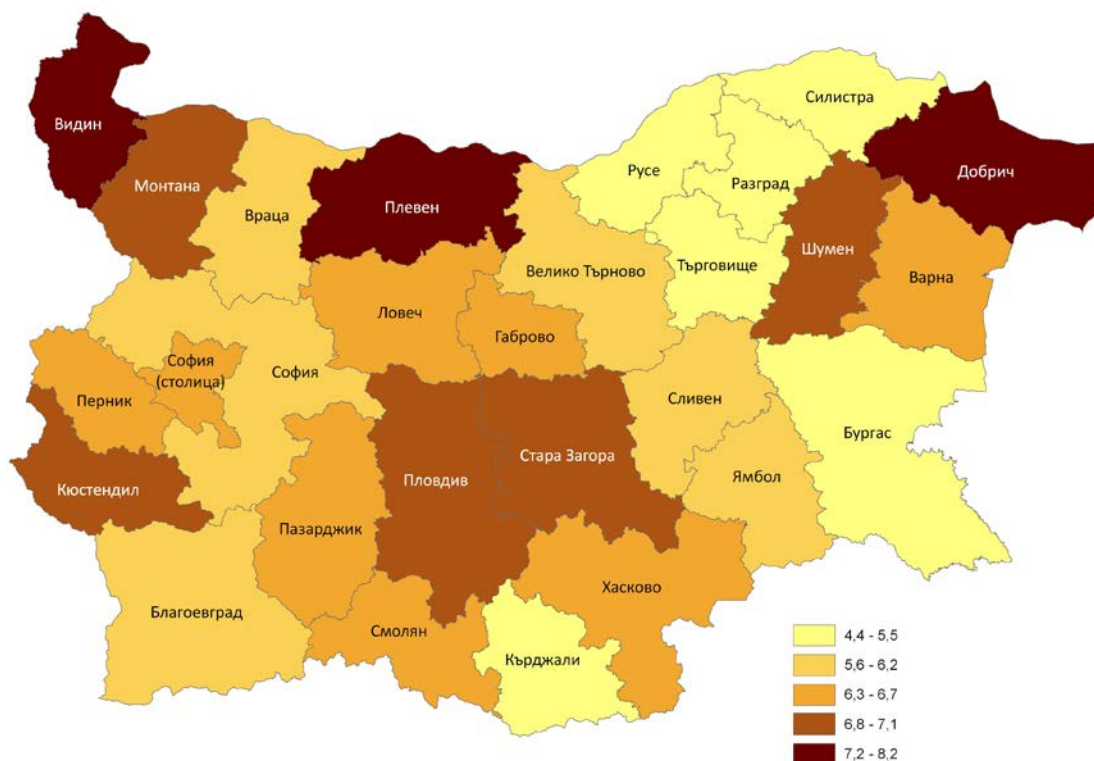 Силистра
Видин
Добрич
Русе
Монтана
Разград
Плевен
Враца
Шумен
Търговище
Велико Търново
Варна
Ловеч
Габрово
София
(столица)
София
Перник
Сливен
Бургас
Стара Загора
Ямбол
Пловдив
Кюстендил
Пазарджик
Хасково
Благоевград
Смолян
Кърджали
4,4 - 5,5
5,6 - 6,2
6,3 - 6,7
6,8 - 7,1
7,2 - 8,2